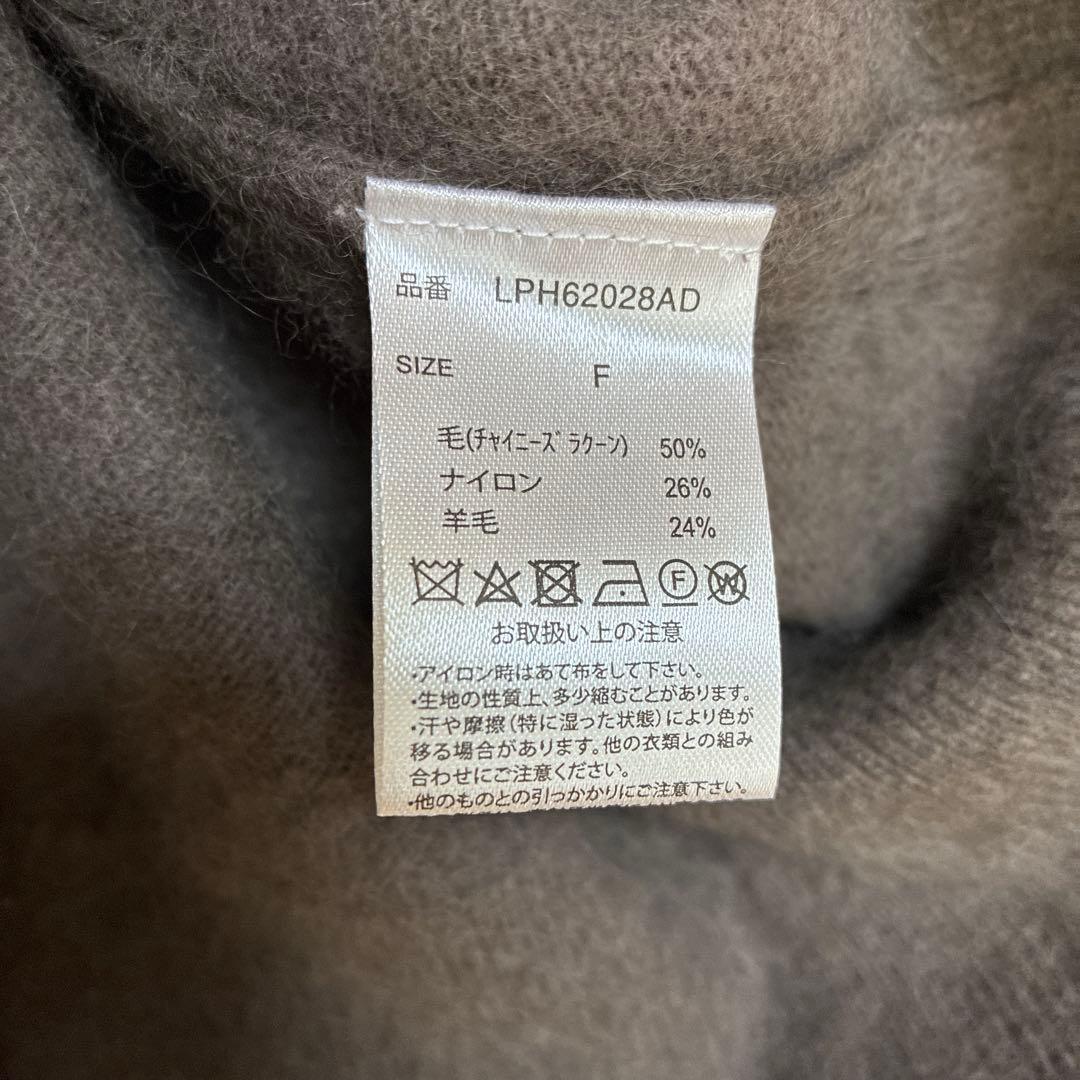 品番 LPH62028AD
SIZE F
毛(ﾁｬｲﾆｰｽﾞ ﾗｸｰﾝ) 50%
ナイロン 26%
羊毛 24%
F W
お取扱い上の注意
・アイロン時はあて布をして下さい。
・生地の性質上、多少縮むことがあります。
・汗や摩擦(特に湿った状態)により色が
移る場合があります。他の衣類との組み
合わせにご注意ください。
・他のものとの引っかかりにご注意下さい。